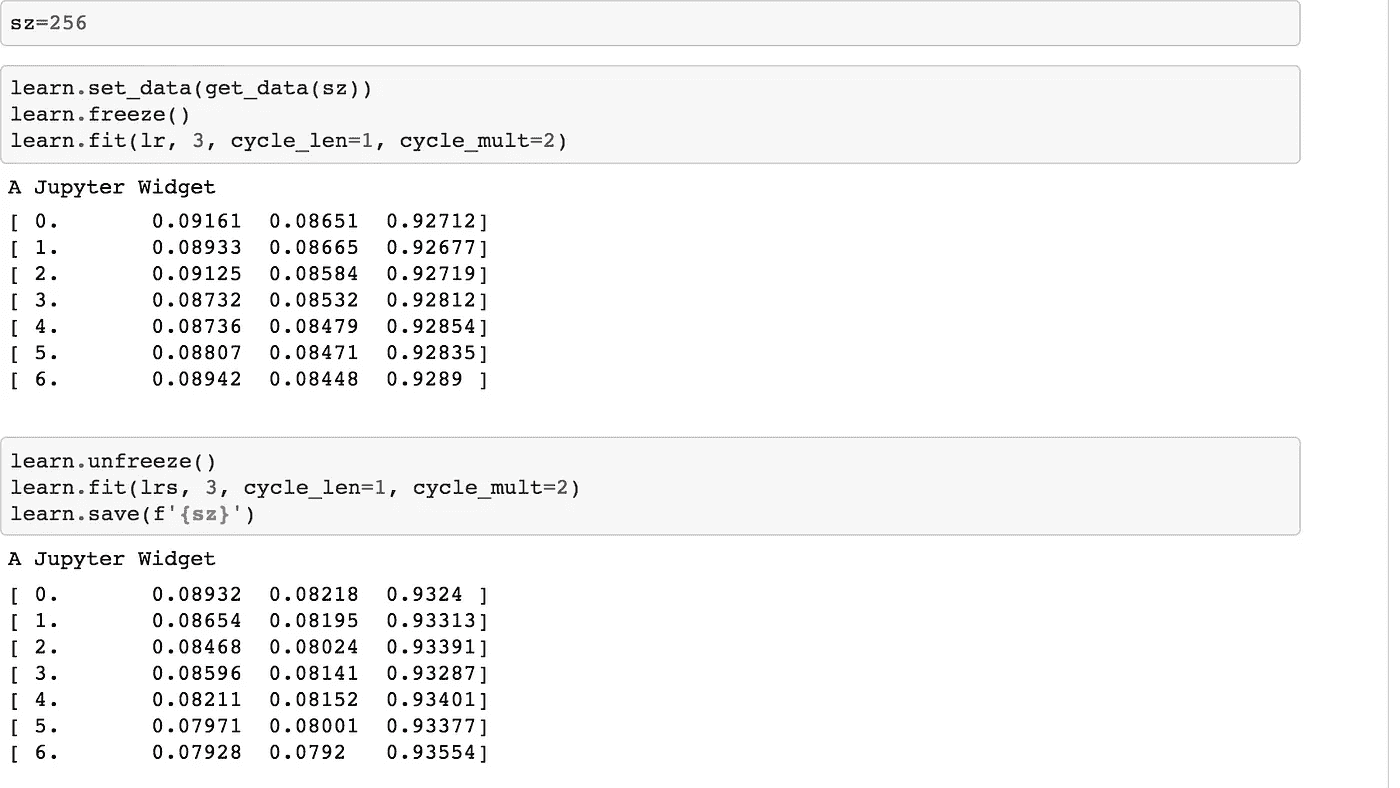 sz=256
learn.set_data(get_data(sz))
learn.freeze()
learn.fit(lr, 3, cycle_len=1, cycle_mult=2)
A Jupyter Widget
[ 0.       0.09161  0.08651  0.92712]
[ 1.       0.08933  0.08665  0.92677]
[ 2.       0.09125  0.08584  0.92719]
[ 3.       0.08732  0.08532  0.92812]
[ 4.       0.08736  0.08479  0.92854]
[ 5.       0.08807  0.08471  0.92835]
[ 6.       0.08942  0.08448  0.9289 ]
learn.unfreeze()
learn.fit(lrs, 3, cycle_len=1, cycle_mult=2)
learn.save(f'{sz}')
A Jupyter Widget
[ 0.       0.08932  0.08218  0.9324 ]
[ 1.       0.08654  0.08195  0.93313]
[ 2.       0.08468  0.08024  0.93391]
[ 3.       0.08596  0.08141  0.93287]
[ 4.       0.08211  0.08152  0.93401]
[ 5.       0.07971  0.08001  0.93377]
[ 6.       0.07928  0.0792   0.93554]